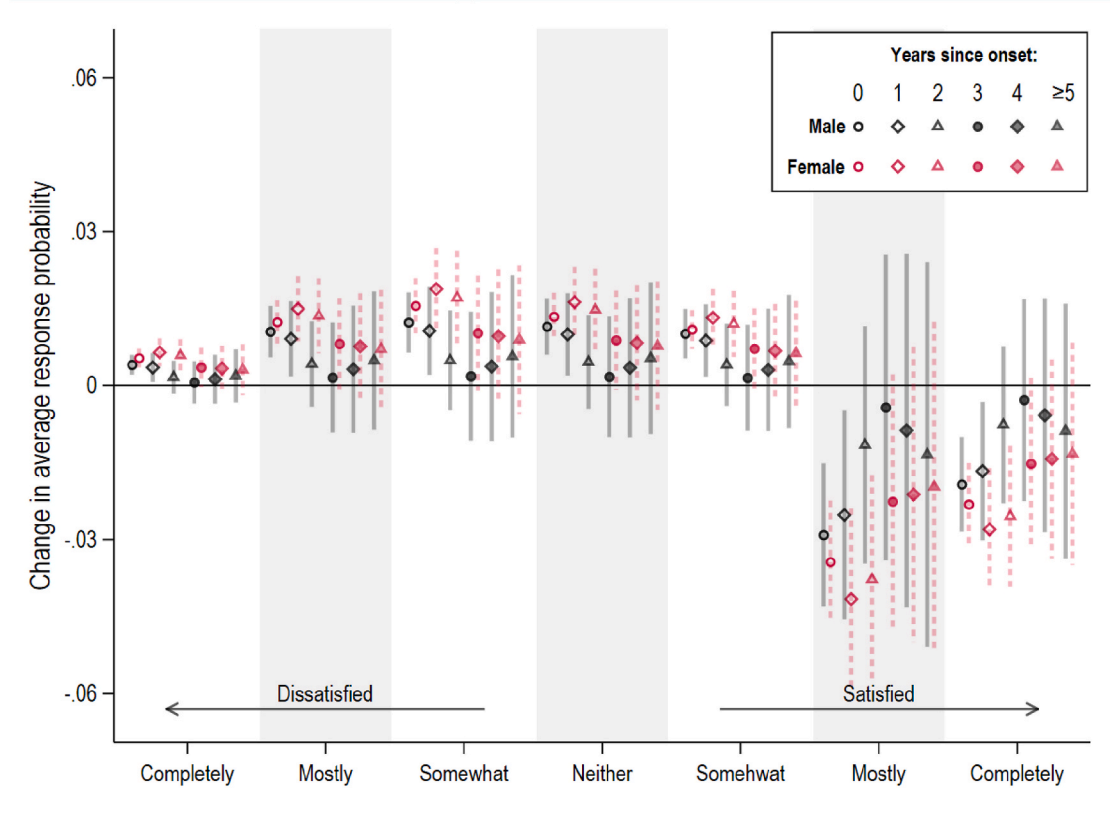 Years since onset:
0 1 2 3 4 ≥5
Male
Female
Change in average response probability
.06
.03
0
-.03
-.06
Dissatisfied Satisfied
Completely Mostly Somewhat Neither Somehwat Mostly Completely